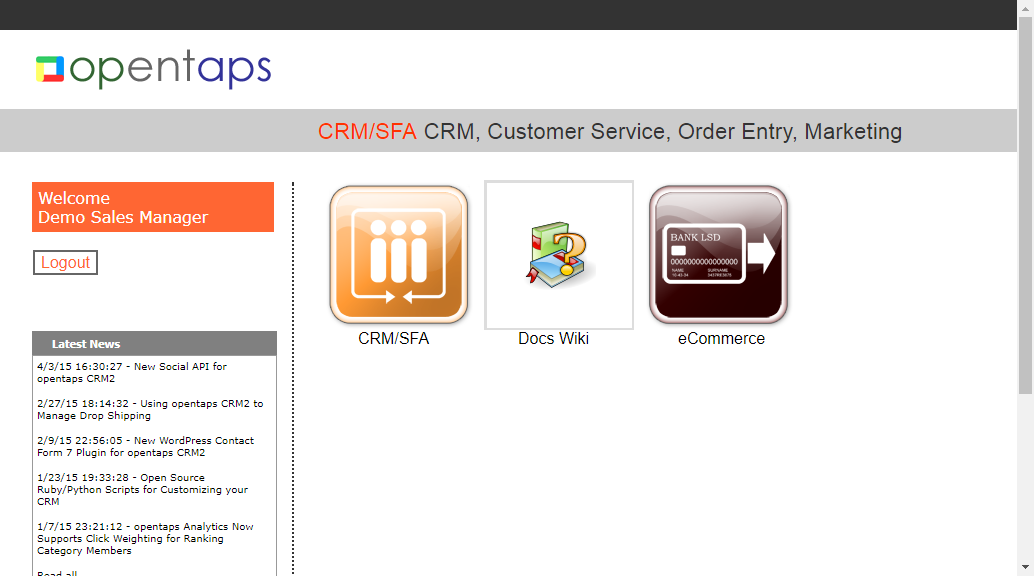 opentaps
CRM/SFA CRM, Customer Service, Order Entry, Marketing
Welcome
Demo Sales Manager
Logout
BANK LSD
0000000000000000
NAME SURNAME
CRM/SFA
Docs Wiki
eCommerce
Latest News
4/3/15 16:30:27 - New Social API for
opentaps CRM2
2/27/15 18:14:32 - Using opentaps CRM2 to
Manage Drop Shipping
2/9/15 22:56:05 - New WordPress Contact
Form 7 Plugin for opentaps CRM2
1/23/15 19:33:28 - Open Source
Ruby/Python Scripts for Customizing your
CRM
1/7/15 23:21:12 - opentaps Analytics Now
Supports Click Weighting for Ranking
Category Members
Read all